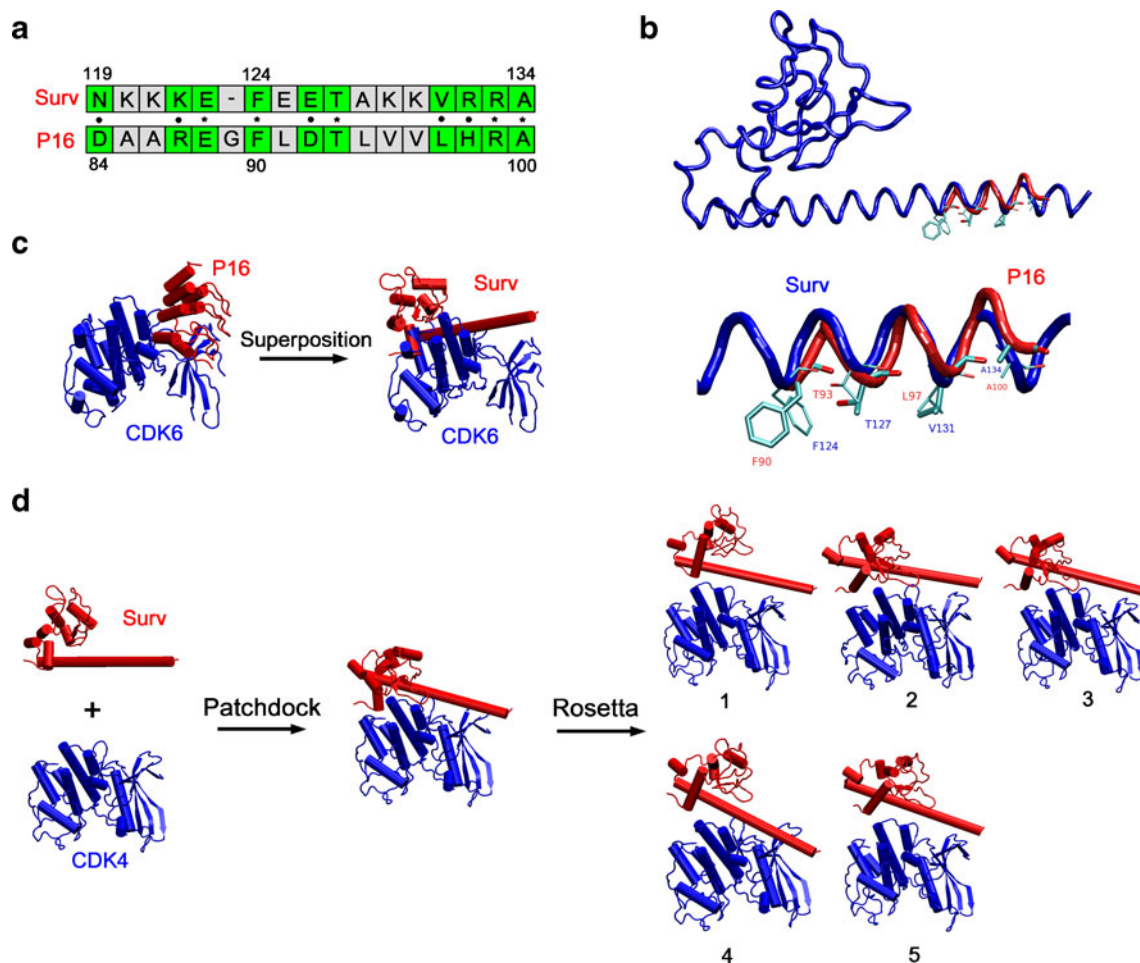 a
119 124 134
Surv N K K K E - F E E T A K K V R R A
• • * * • * • • * *
P16 D A A R E G F L D T L V V L H R A
84 90 100
b
Surv
P16
T93
L97
A134
A100
T127
V131
F124
F90
c
P16
Surv
Superposition
CDK6
CDK6
d
Surv
+
Patchdock
Rosetta
CDK4
1 2 3
4 5